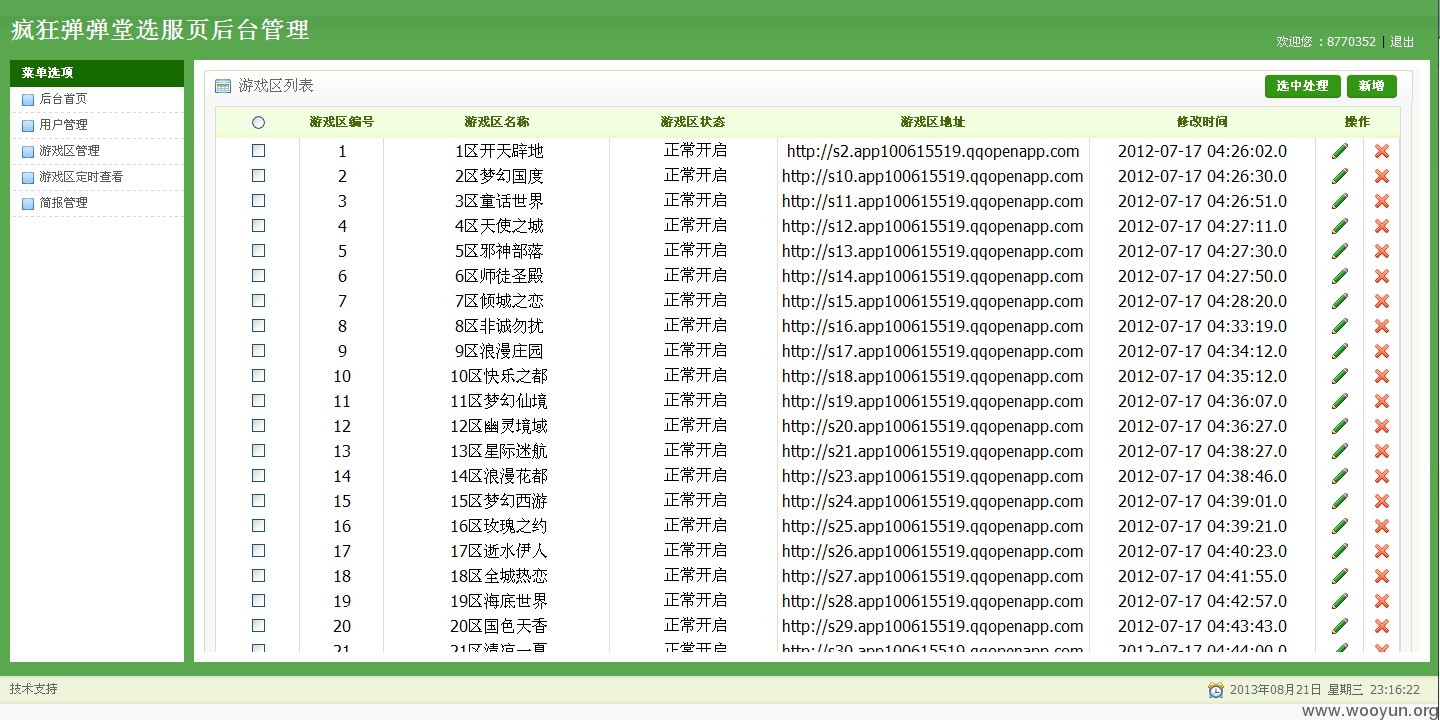 疯狂弹弹堂选服页后台管理
欢迎您 ：8770352 | 退出
菜单选项
后台首页
用户管理
游戏区管理
游戏区定时查看
简报管理
游戏区列表
选中处理 新增
游戏区编号 游戏区名称 游戏区状态 游戏区地址 修改时间 操作
1 1区开天辟地 正常开启 http://s2.app100615519.qqopenapp.com 2012-07-17 04:26:02.0
2 2区梦幻国度 正常开启 http://s10.app100615519.qqopenapp.com 2012-07-17 04:26:30.0
3 3区童话世界 正常开启 http://s11.app100615519.qqopenapp.com 2012-07-17 04:26:51.0
4 4区天使之城 正常开启 http://s12.app100615519.qqopenapp.com 2012-07-17 04:27:11.0
5 5区邪神部落 正常开启 http://s13.app100615519.qqopenapp.com 2012-07-17 04:27:30.0
6 6区师徒圣殿 正常开启 http://s14.app100615519.qqopenapp.com 2012-07-17 04:27:50.0
7 7区倾城之恋 正常开启 http://s15.app100615519.qqopenapp.com 2012-07-17 04:28:20.0
8 8区非诚勿扰 正常开启 http://s16.app100615519.qqopenapp.com 2012-07-17 04:33:19.0
9 9区浪漫庄园 正常开启 http://s17.app100615519.qqopenapp.com 2012-07-17 04:34:12.0
10 10区快乐之都 正常开启 http://s18.app100615519.qqopenapp.com 2012-07-17 04:35:12.0
11 11区梦幻仙境 正常开启 http://s19.app100615519.qqopenapp.com 2012-07-17 04:36:07.0
12 12区幽灵境域 正常开启 http://s20.app100615519.qqopenapp.com 2012-07-17 04:36:27.0
13 13区星际迷航 正常开启 http://s21.app100615519.qqopenapp.com 2012-07-17 04:38:27.0
14 14区浪漫花都 正常开启 http://s23.app100615519.qqopenapp.com 2012-07-17 04:38:46.0
15 15区梦幻西游 正常开启 http://s24.app100615519.qqopenapp.com 2012-07-17 04:39:01.0
16 16区玫瑰之约 正常开启 http://s25.app100615519.qqopenapp.com 2012-07-17 04:39:21.0
17 17区逝水伊人 正常开启 http://s26.app100615519.qqopenapp.com 2012-07-17 04:40:23.0
18 18区全城热恋 正常开启 http://s27.app100615519.qqopenapp.com 2012-07-17 04:41:55.0
19 19区海底世界 正常开启 http://s28.app100615519.qqopenapp.com 2012-07-17 04:42:57.0
20 20区国色天香 正常开启 http://s29.app100615519.qqopenapp.com 2012-07-17 04:43:43.0
21 21区清凉一夏 正常开启 http://s30.app100615519.qqopenapp.com 2012-07-17 04:44:00.0
技术支持
2013年08月21日 星期三 23:16:22
www.wooyun.org